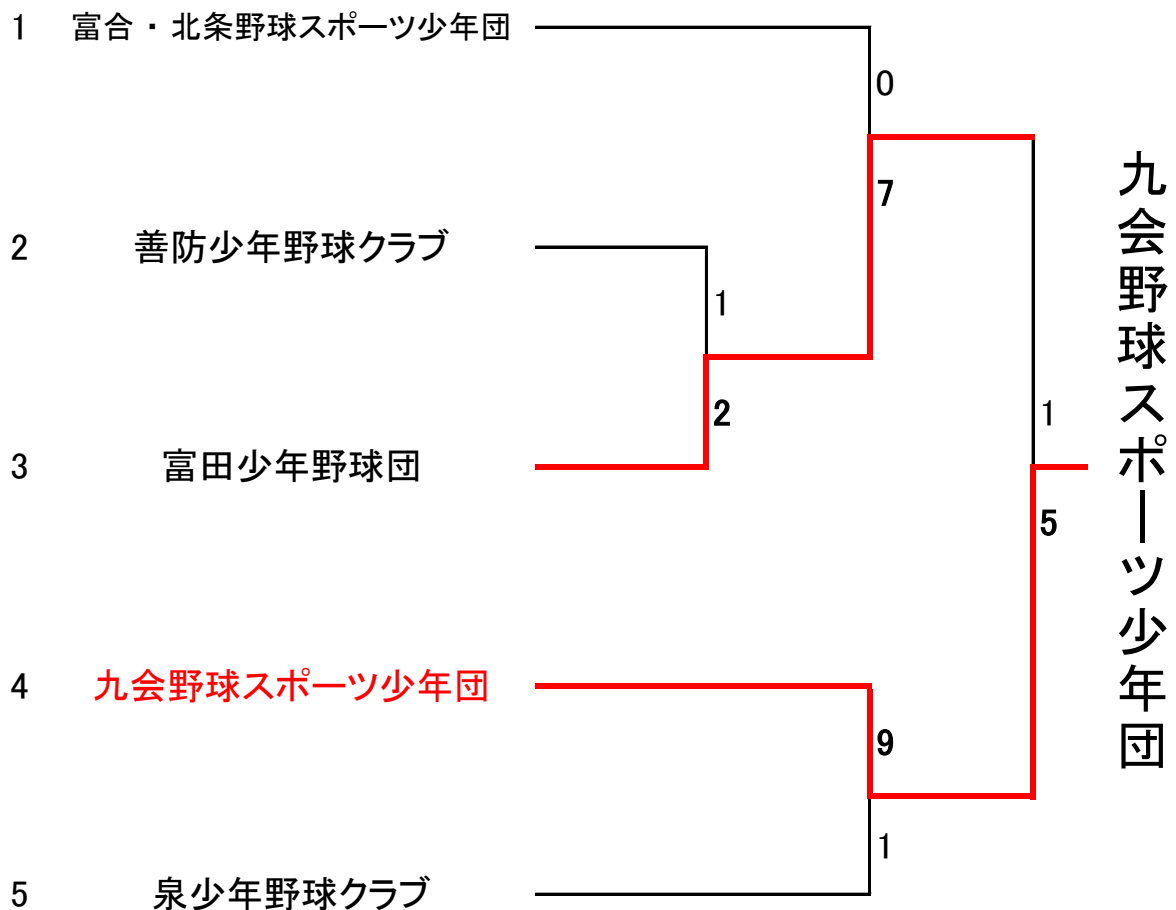 1 富合・北条野球スポーツ少年団
0
7
2 善防少年野球クラブ
1
2
3 富田少年野球団
1
5
4 九会野球スポーツ少年団
9
1
5 泉少年野球クラブ
九会野球スポーツ少年団